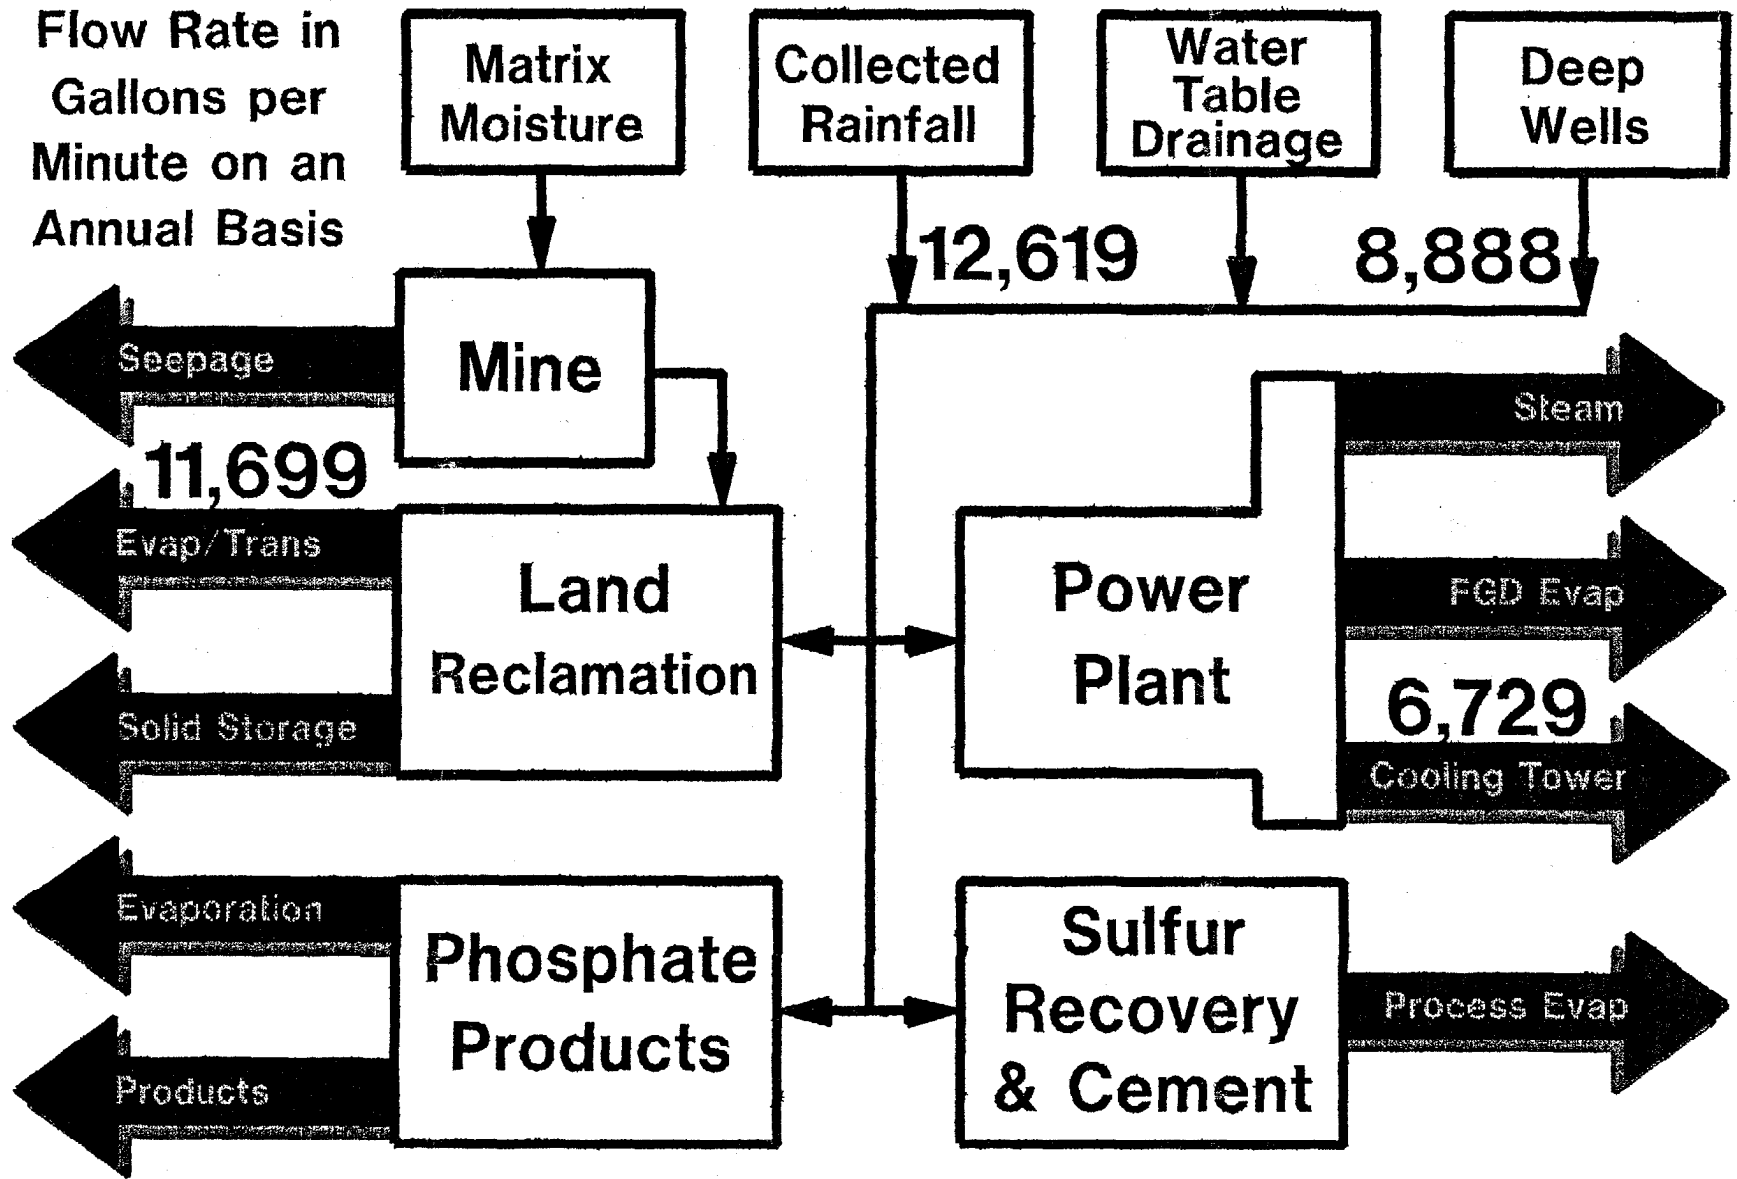 Flow Rate in
Gallons per
Minute on an
Annual Basis
Matrix
Moisture
Collected
Rainfall
Water
Table
Drainage
Deep
Wells
12,619
8,888
Mine
Seepage
11,699
Evap/Trans
Solid Storage
Land
Reclamation
Power
Plant
Steam
FGD Evap
6,729
Cooling Tower
Evaporation
Products
Phosphate
Products
Sulfur
Recovery
& Cement
Process Evap